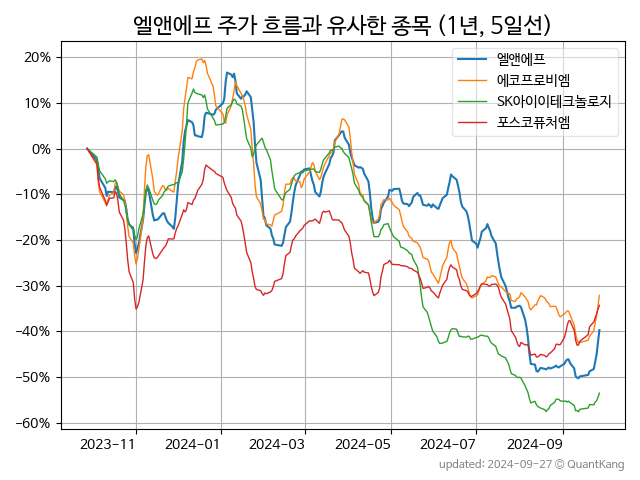 엘앤에프 주가 흐름과 유사한 종목 (1년, 5일선)
엘앤에프
에코프로비엠
SK아이이테크놀로지
포스코퓨처엠
20%
10%
0%
−10%
−20%
−30%
−40%
−50%
−60%
2023-11 2024-01 2024-03 2024-05 2024-07 2024-09
updated: 2024-09-27 © QuantKang